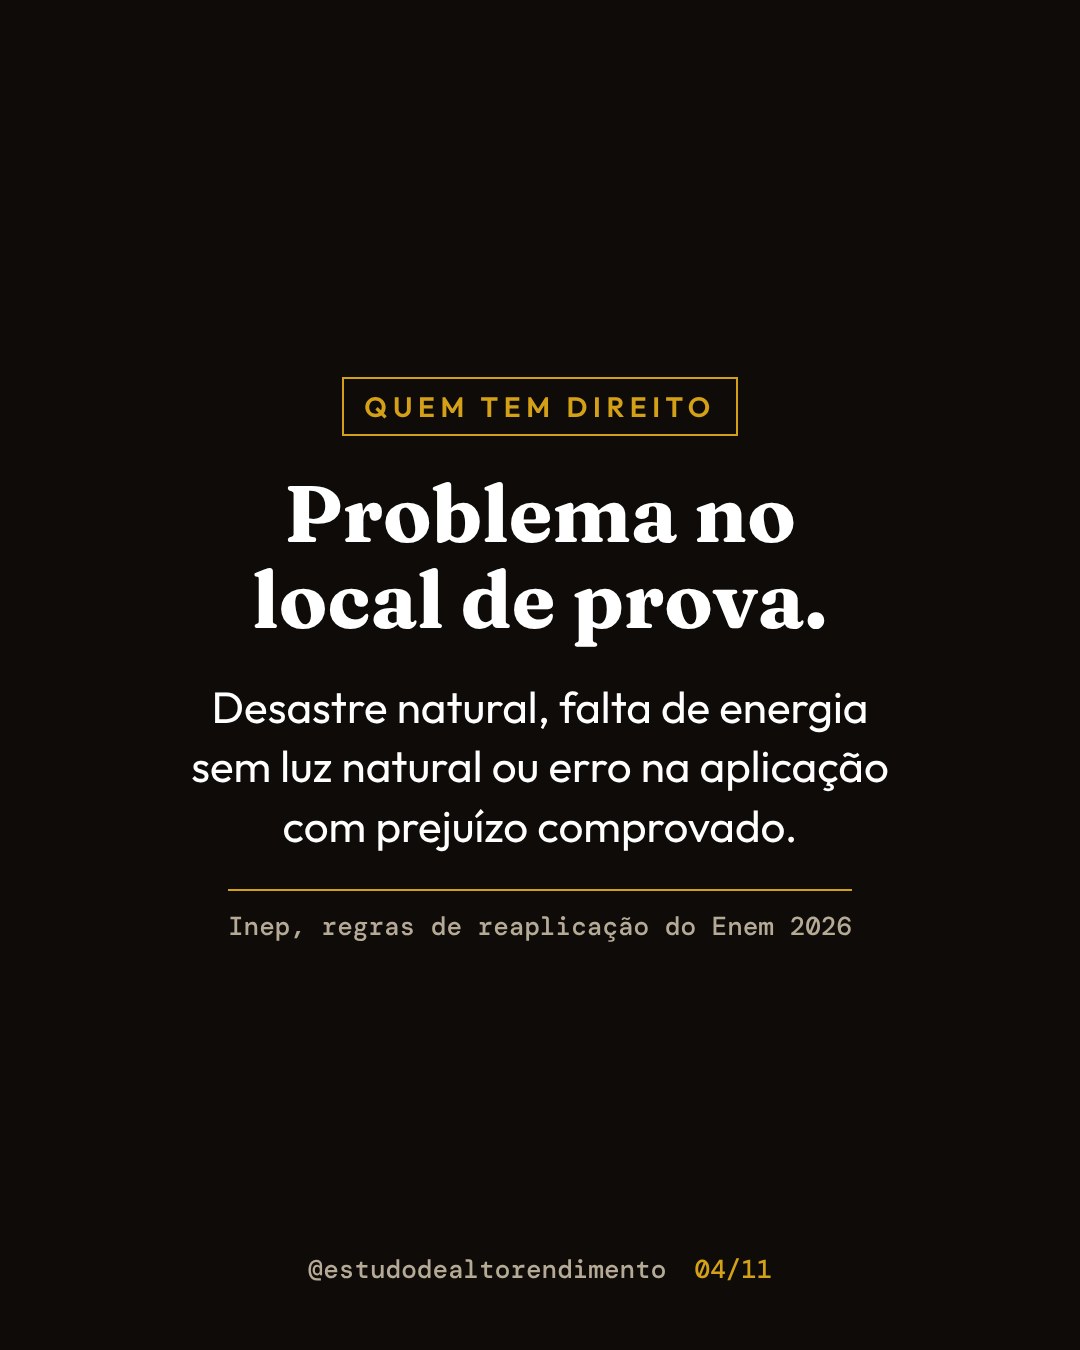 QUEM TEM DIREITO
Problema no
local de prova.
Desastre natural, falta de energia
sem luz natural ou erro na aplicação
com prejuízo comprovado.
Inep, regras de reaplicação do Enem 2026
@estudodealtorendimento 04/11